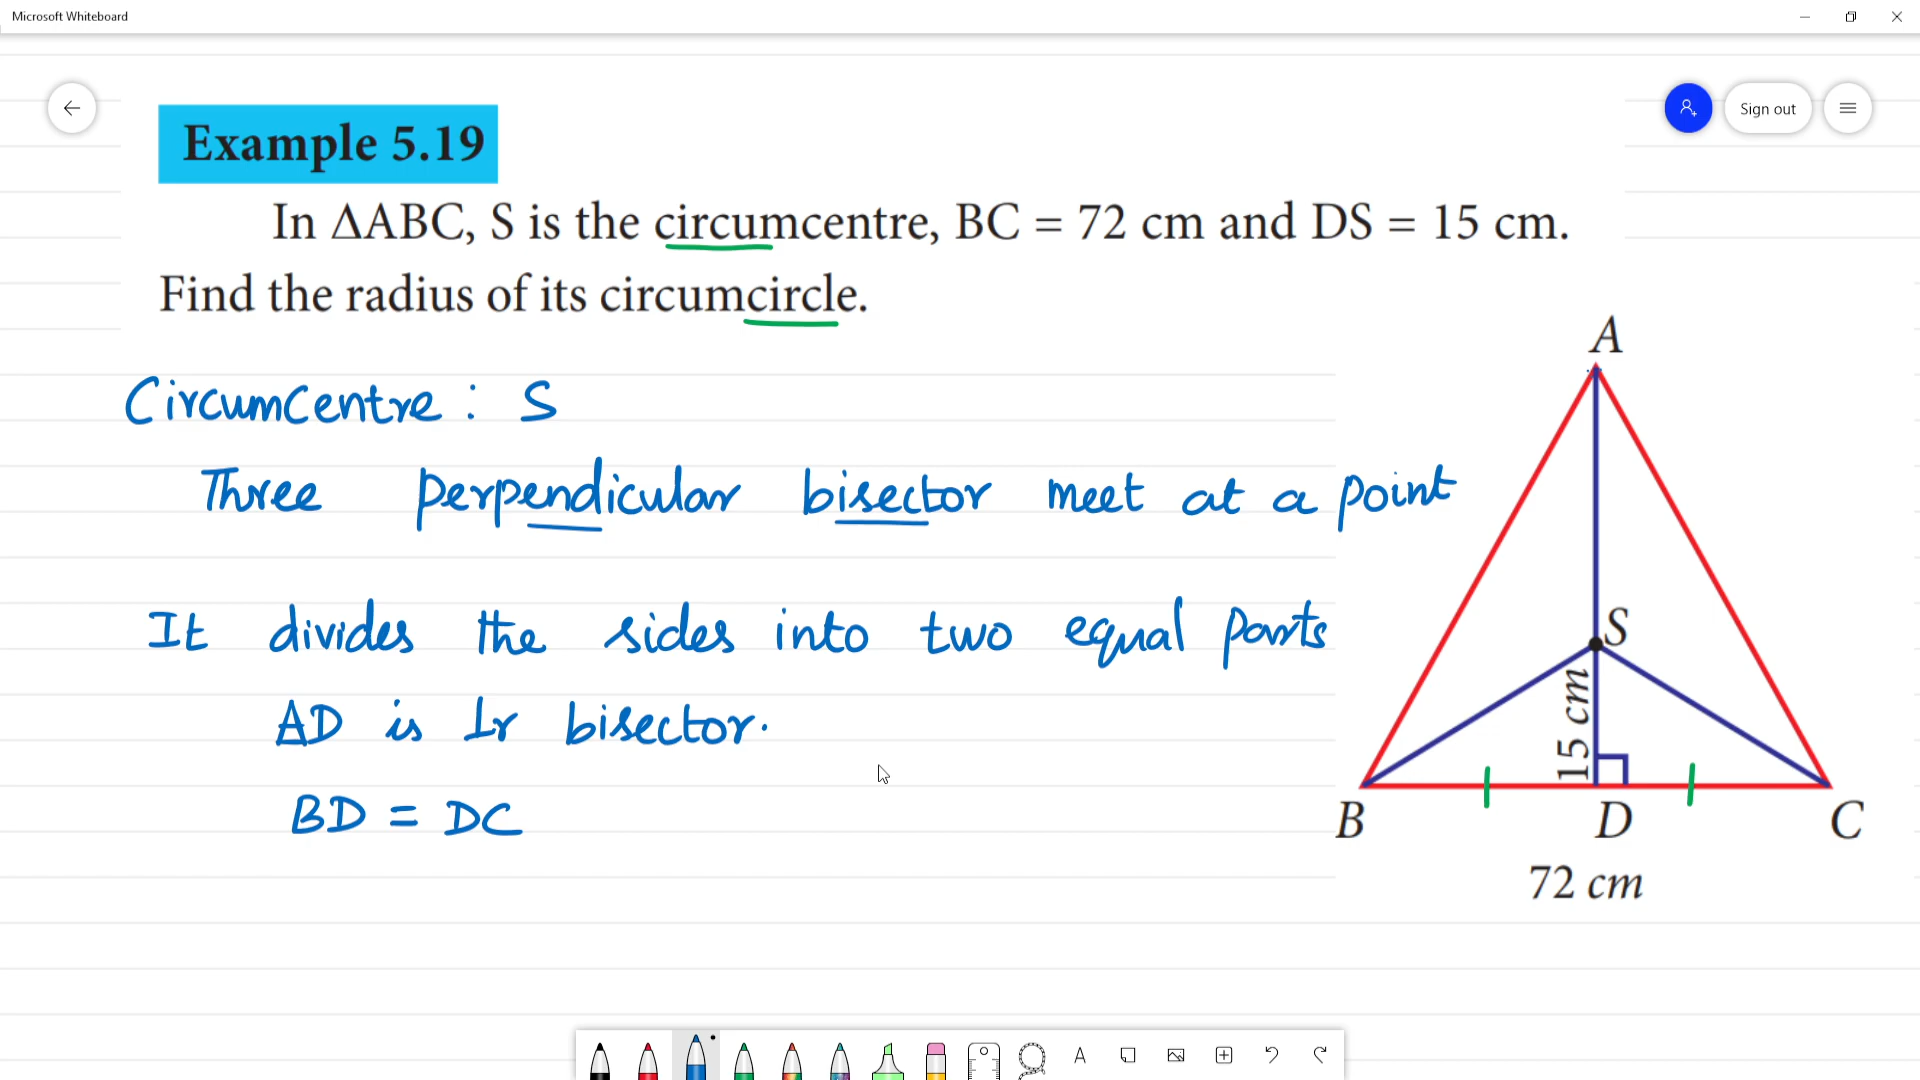 Microsoft Whiteboard
Sign out
Example 5.19
In ΔABC, S is the circumcentre, BC = 72 cm and DS = 15 cm.
Find the radius of its circumcircle.
Circumcentre : S
Three perpendicular bisector meet at a point
It divides the sides into two equal parts
AD is ⊥r bisector.
BD = DC
A
S
15 cm
B D C
72 cm
A